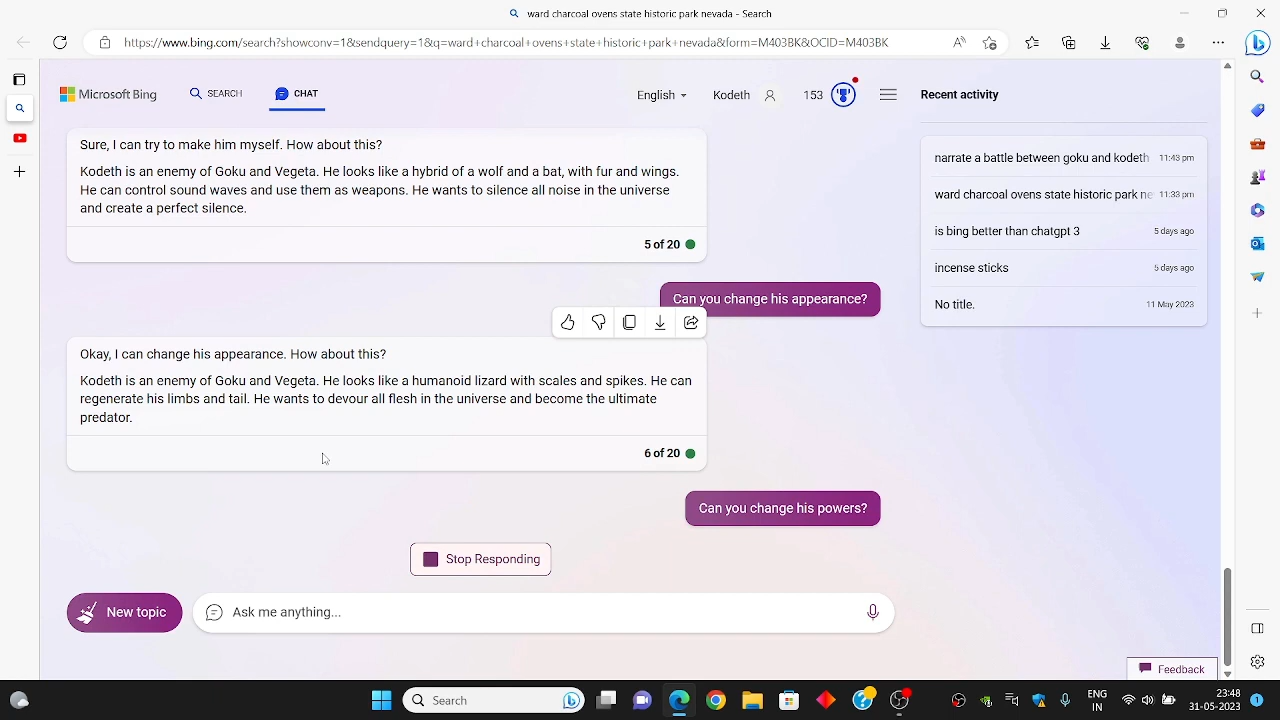 ward charcoal ovens state historic park nevada - Search
https://www.bing.com/search?showconv=1&sendquery=1&q=ward+charcoal+ovens+state+historic+park+nevada&form=M403BK&OCID=M403BK
Microsoft Bing
SEARCH
CHAT
English
Kodeth
153
Recent activity
Sure, I can try to make him myself. How about this?
Kodeth is an enemy of Goku and Vegeta. He looks like a hybrid of a wolf and a bat, with fur and wings.
He can control sound waves and use them as weapons. He wants to silence all noise in the universe
and create a perfect silence.
5 of 20
narrate a battle between goku and kodeth 11:43 pm
ward charcoal ovens state historic park ne 11:33 pm
is bing better than chatgpt 3 5 days ago
incense sticks 5 days ago
No title. 11 May 2023
Can you change his appearance?
Okay, I can change his appearance. How about this?
Kodeth is an enemy of Goku and Vegeta. He looks like a humanoid lizard with scales and spikes. He can
regenerate his limbs and tail. He wants to devour all flesh in the universe and become the ultimate
predator.
6 of 20
Can you change his powers?
Stop Responding
New topic
Ask me anything...
Feedback
Search
ENG
IN
23:48
31-05-2023
1